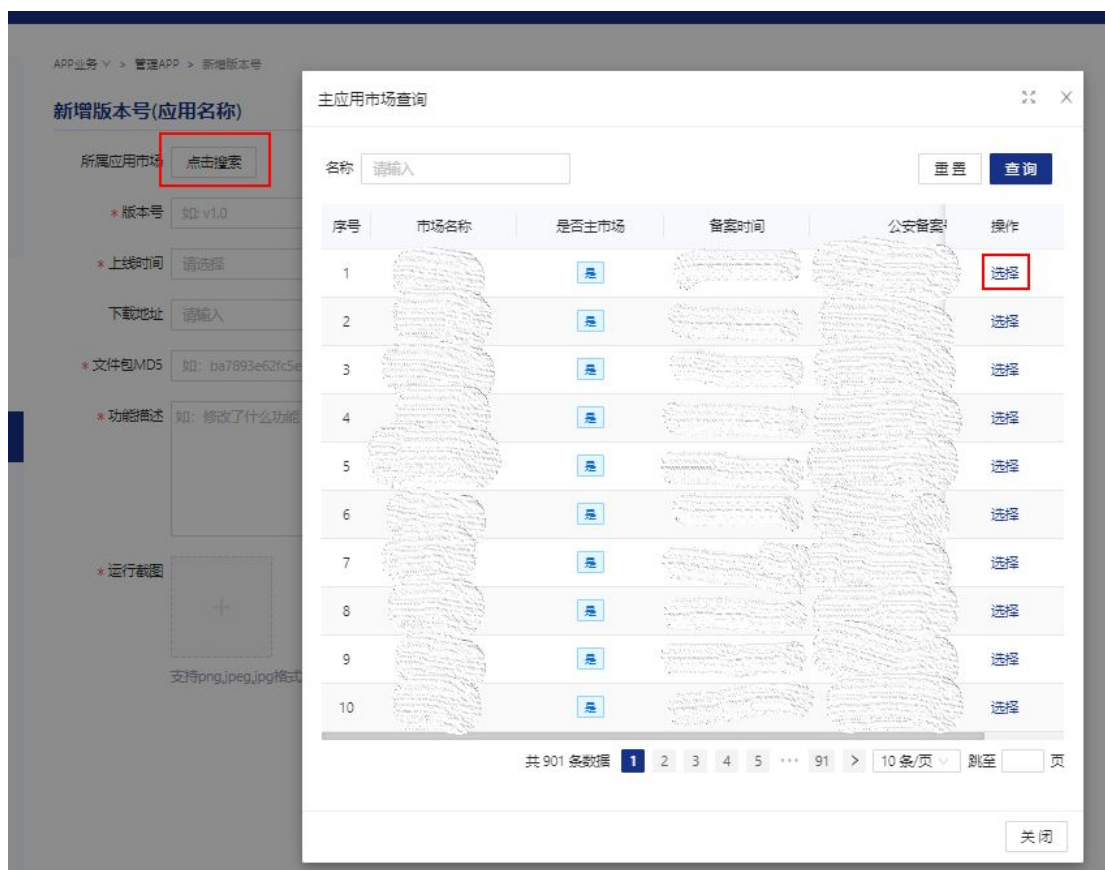 APP业务 > 管理APP > 新增版本号
新增版本号(应用名称)
所属应用市场 点击搜索
* 版本号 如: v1.0
* 上线时间 请选择
下载地址 请输入
* 文件包MD5 如: ba7893e62fc5e
* 功能描述 如: 修改了什么功能
* 运行截图
+
支持png,jpeg,jpg格式
主应用市场查询
名称 请输入 重置 查询
序号 市场名称 是否主市场 备案时间 公安备案 操作
1 是 选择
2 是 选择
3 是 选择
4 是 选择
5 是 选择
6 是 选择
7 是 选择
8 是 选择
9 是 选择
10 是 选择
共 901 条数据 1 2 3 4 5 ··· 91 > 10 条/页 跳至 页
关闭